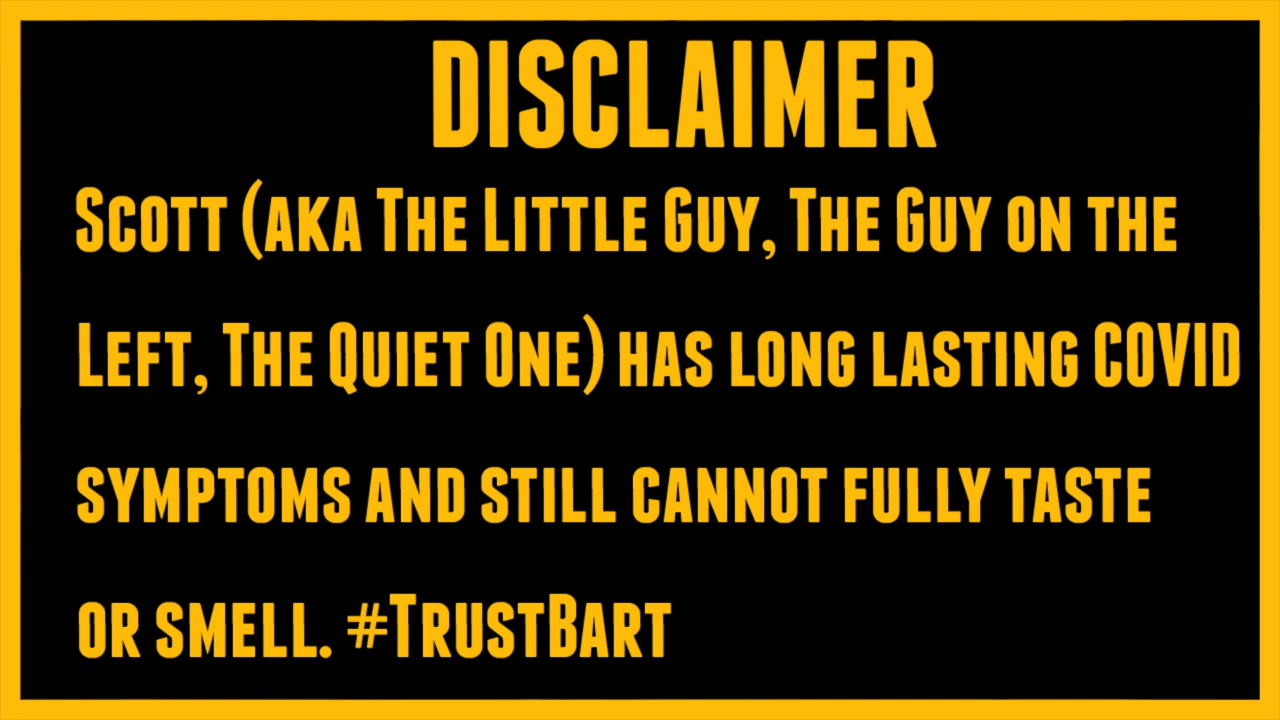 DISCLAIMER
Scott (aka The Little Guy, The Guy on the
Left, The Quiet One) has long lasting COVID
symptoms and still cannot fully taste
or smell. #TrustBart